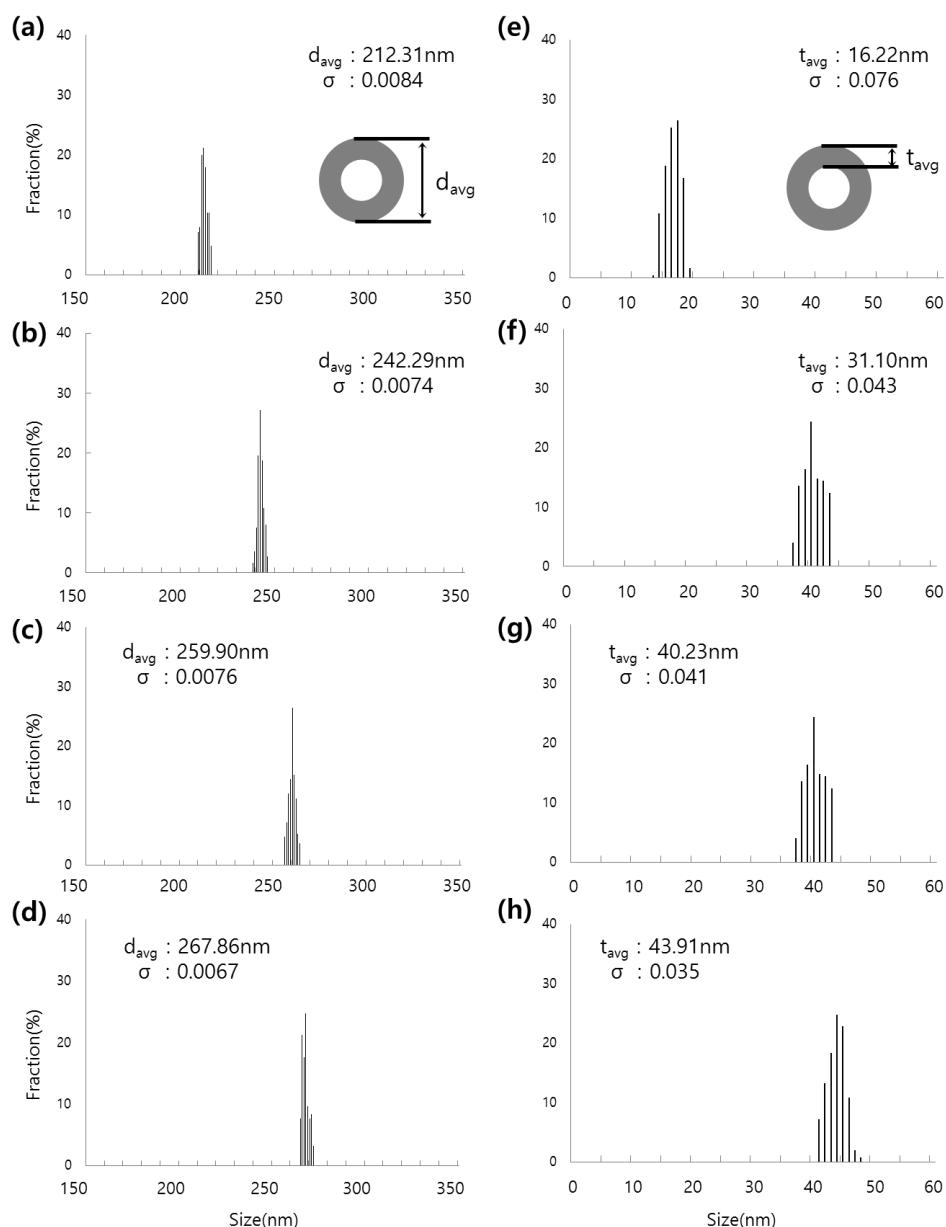 (a)
40
30
20
10
0
Fraction(%)
d_avg : 212.31nm
σ : 0.0084
d_avg
150 200 250 300 350
(e)
40
30
20
10
0
t_avg : 16.22nm
σ : 0.076
t_avg
0 10 20 30 40 50 60
(b)
40
30
20
10
0
Fraction(%)
d_avg : 242.29nm
σ : 0.0074
150 200 250 300 350
(f)
40
30
20
10
0
t_avg : 31.10nm
σ : 0.043
0 10 20 30 40 50 60
(c)
40
30
20
10
0
Fraction(%)
d_avg : 259.90nm
σ : 0.0076
150 200 250 300 350
(g)
40
30
20
10
0
t_avg : 40.23nm
σ : 0.041
0 10 20 30 40 50 60
(d)
40
30
20
10
0
Fraction(%)
d_avg : 267.86nm
σ : 0.0067
150 200 250 300 350
Size(nm)
(h)
40
30
20
10
0
t_avg : 43.91nm
σ : 0.035
0 10 20 30 40 50 60
Size(nm)